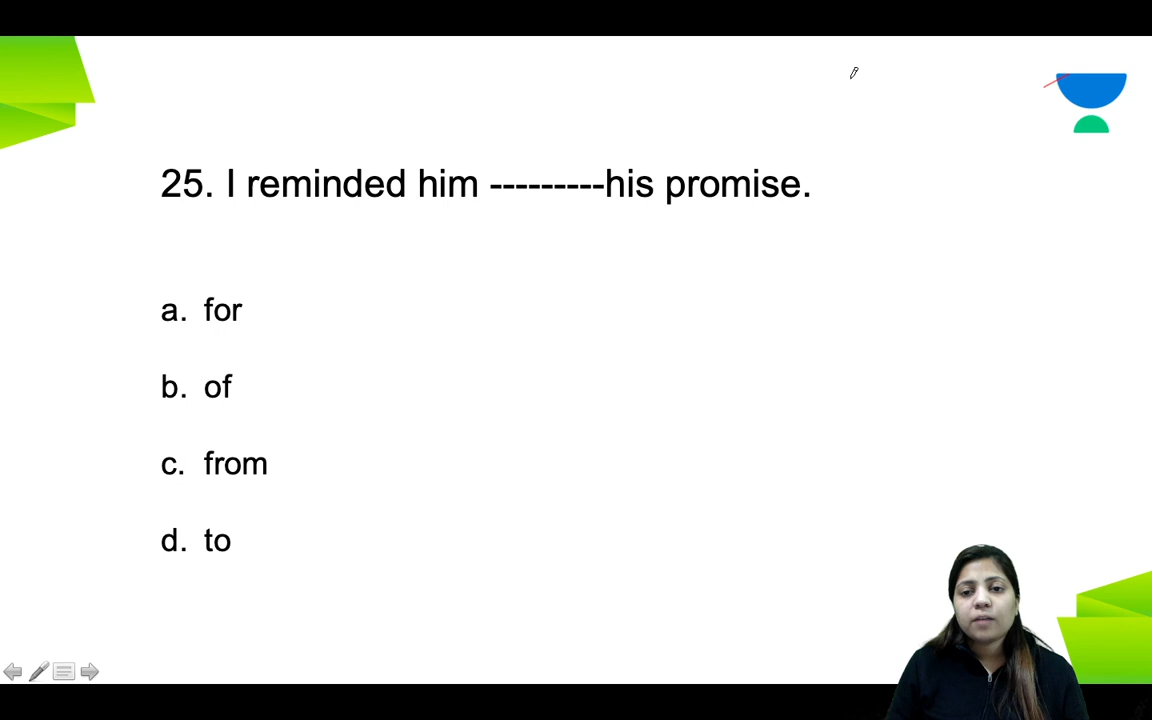 25. I reminded him ---------his promise.
a. for
b. of
c. from
d. to